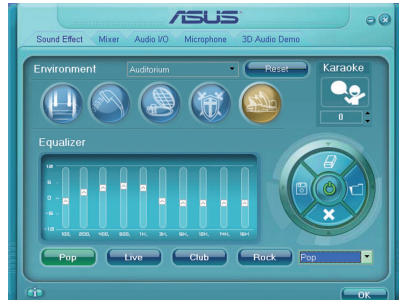 ASUS
Sound Effect Mixer Audio I/O Microphone 3D Audio Demo
Environment Auditorium Reset Karaoke
0
Equalizer
Pop Live Club Rock Pop
OK